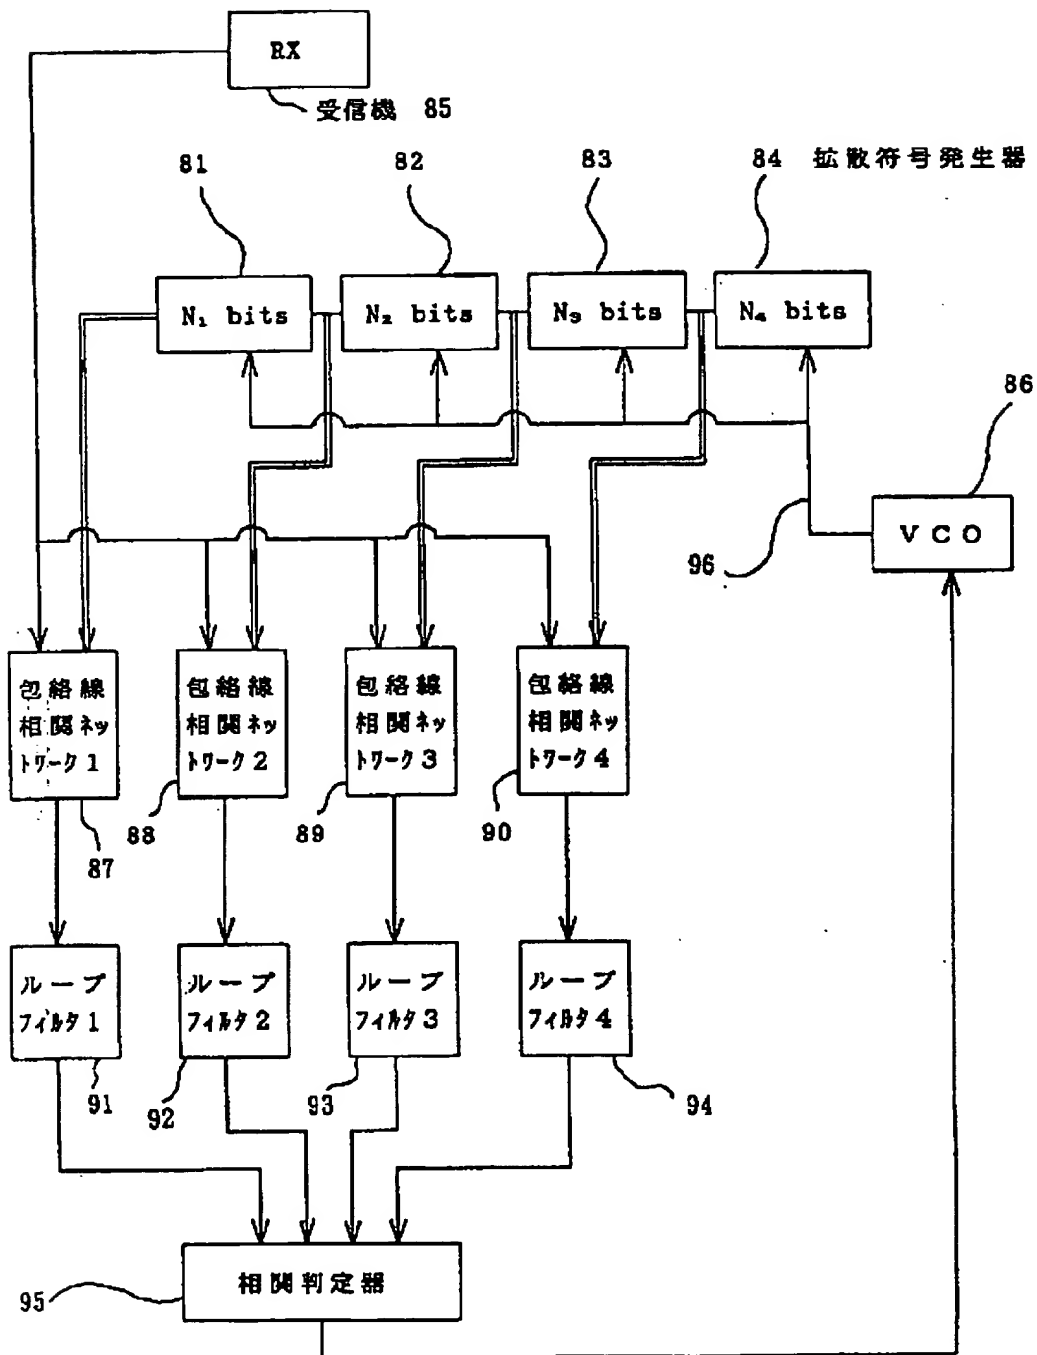 RX
受信機 85
81
82
83
84 拡散符号発生器
N₁ bits
N₂ bits
N₃ bits
N₄ bits
86
VCO
96
包絡線
相関ネッ
トワーク1
包絡線
相関ネッ
トワーク2
包絡線
相関ネッ
トワーク3
包絡線
相関ネッ
トワーク4
87
88
89
90
ループ
フィルタ1
ループ
フィルタ2
ループ
フィルタ3
ループ
フィルタ4
91
92
93
94
相関判定器
95